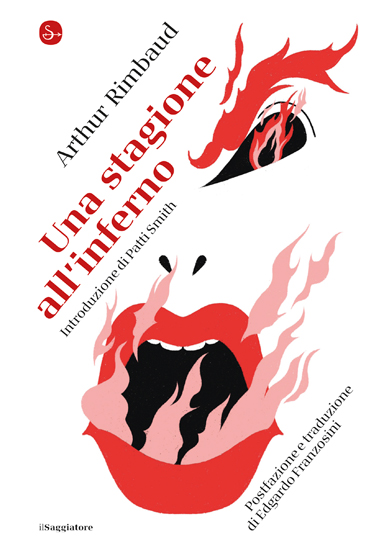 Arthur Rimbaud
Una stagione
all'inferno
Introduzione di Patti Smith
Postfazione e traduzione
di Edgardo Franzosini
ilSaggiatore